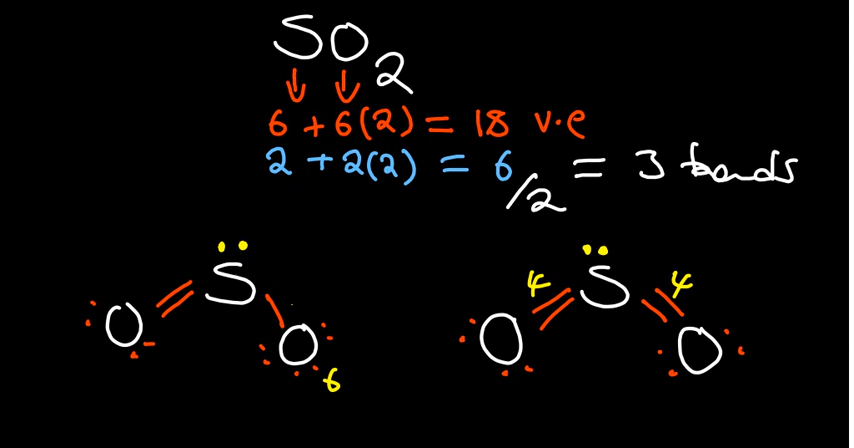 SO2
6 + 6(2) = 18 v.e
2 + 2(2) = 6/2 = 3 bonds
S 4 S 4
O O 6 O O